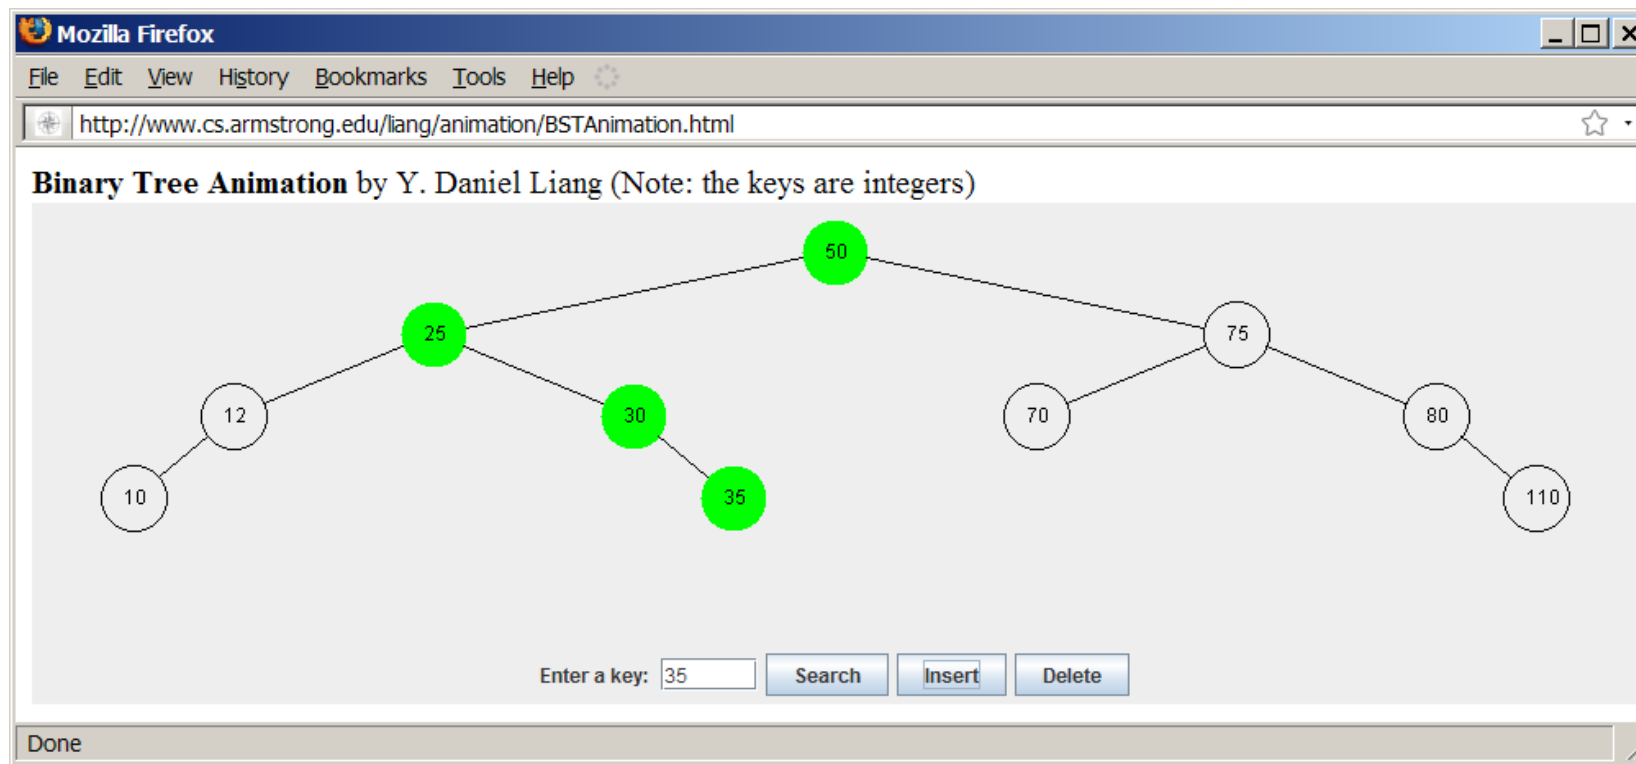 Mozilla Firefox
File Edit View History Bookmarks Tools Help
http://www.cs.armstrong.edu/liang/animation/BSTAnimation.html
Binary Tree Animation by Y. Daniel Liang (Note: the keys are integers)
50
25 75
12 30 70 80
10 35 110
Enter a key: 35 Search Insert Delete
Done